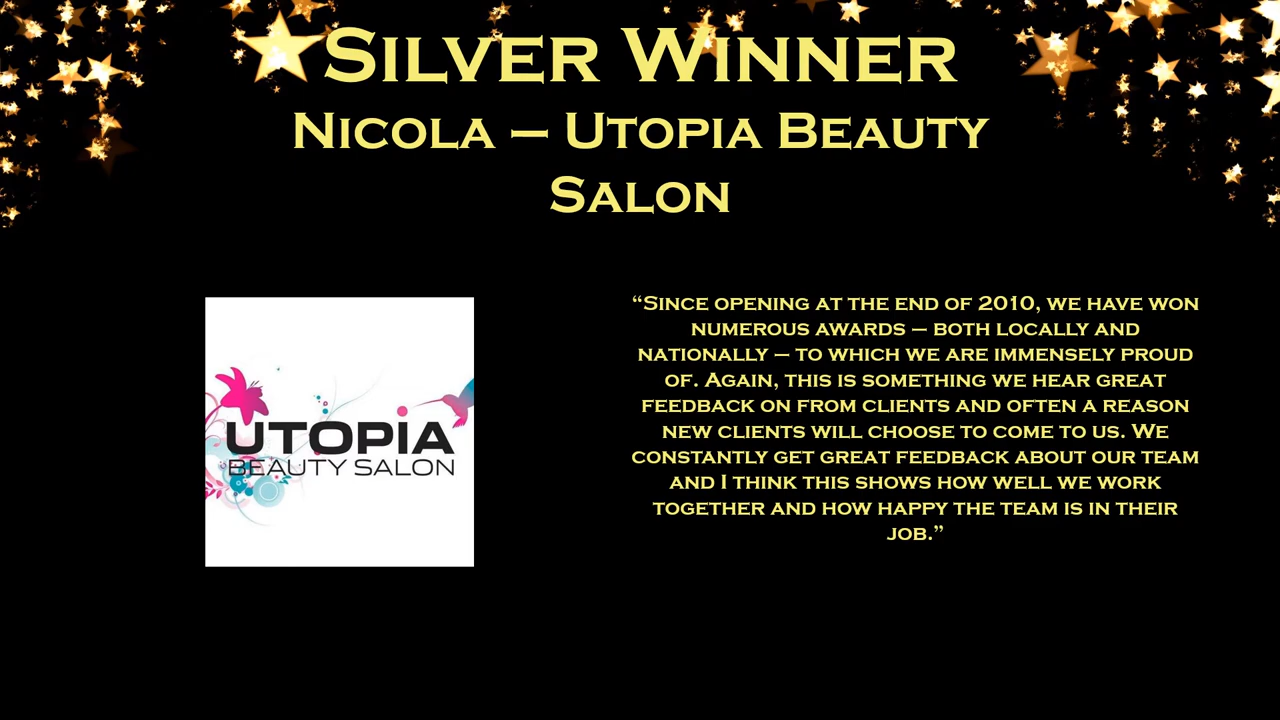 Silver Winner
Nicola – Utopia Beauty
Salon
“Since opening at the end of 2010, we have won
numerous awards – both locally and
nationally – to which we are immensely proud
of. Again, this is something we hear great
feedback on from clients and often a reason
new clients will choose to come to us. We
constantly get great feedback about our team
and I think this shows how well we work
together and how happy the team is in their
job.”
UTOPIA
BEAUTY SALON